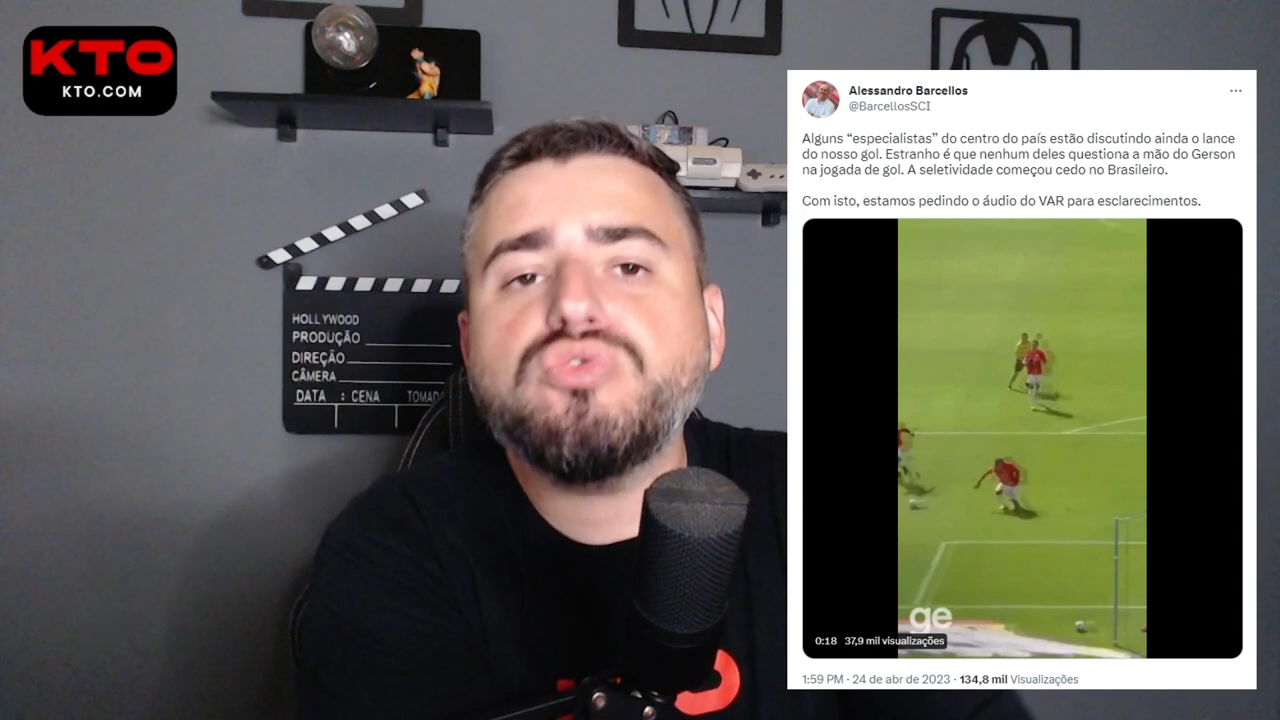 KTO
KTO.COM
HOLLYWOOD
PRODUÇÃO
DIREÇÃO
CÂMERA
DATA : CENA TOMADA
Alessandro Barcellos
@BarcellosSCI
Alguns “especialistas” do centro do país estão discutindo ainda o lance
do nosso gol. Estranho é que nenhum deles questiona a mão do Gerson
na jogada de gol. A seletividade começou cedo no Brasileiro.
Com isto, estamos pedindo o áudio do VAR para esclarecimentos.
ge
0:18 37,9 mil visualizações
1:59 PM · 24 de abr de 2023 · 134,8 mil Visualizações